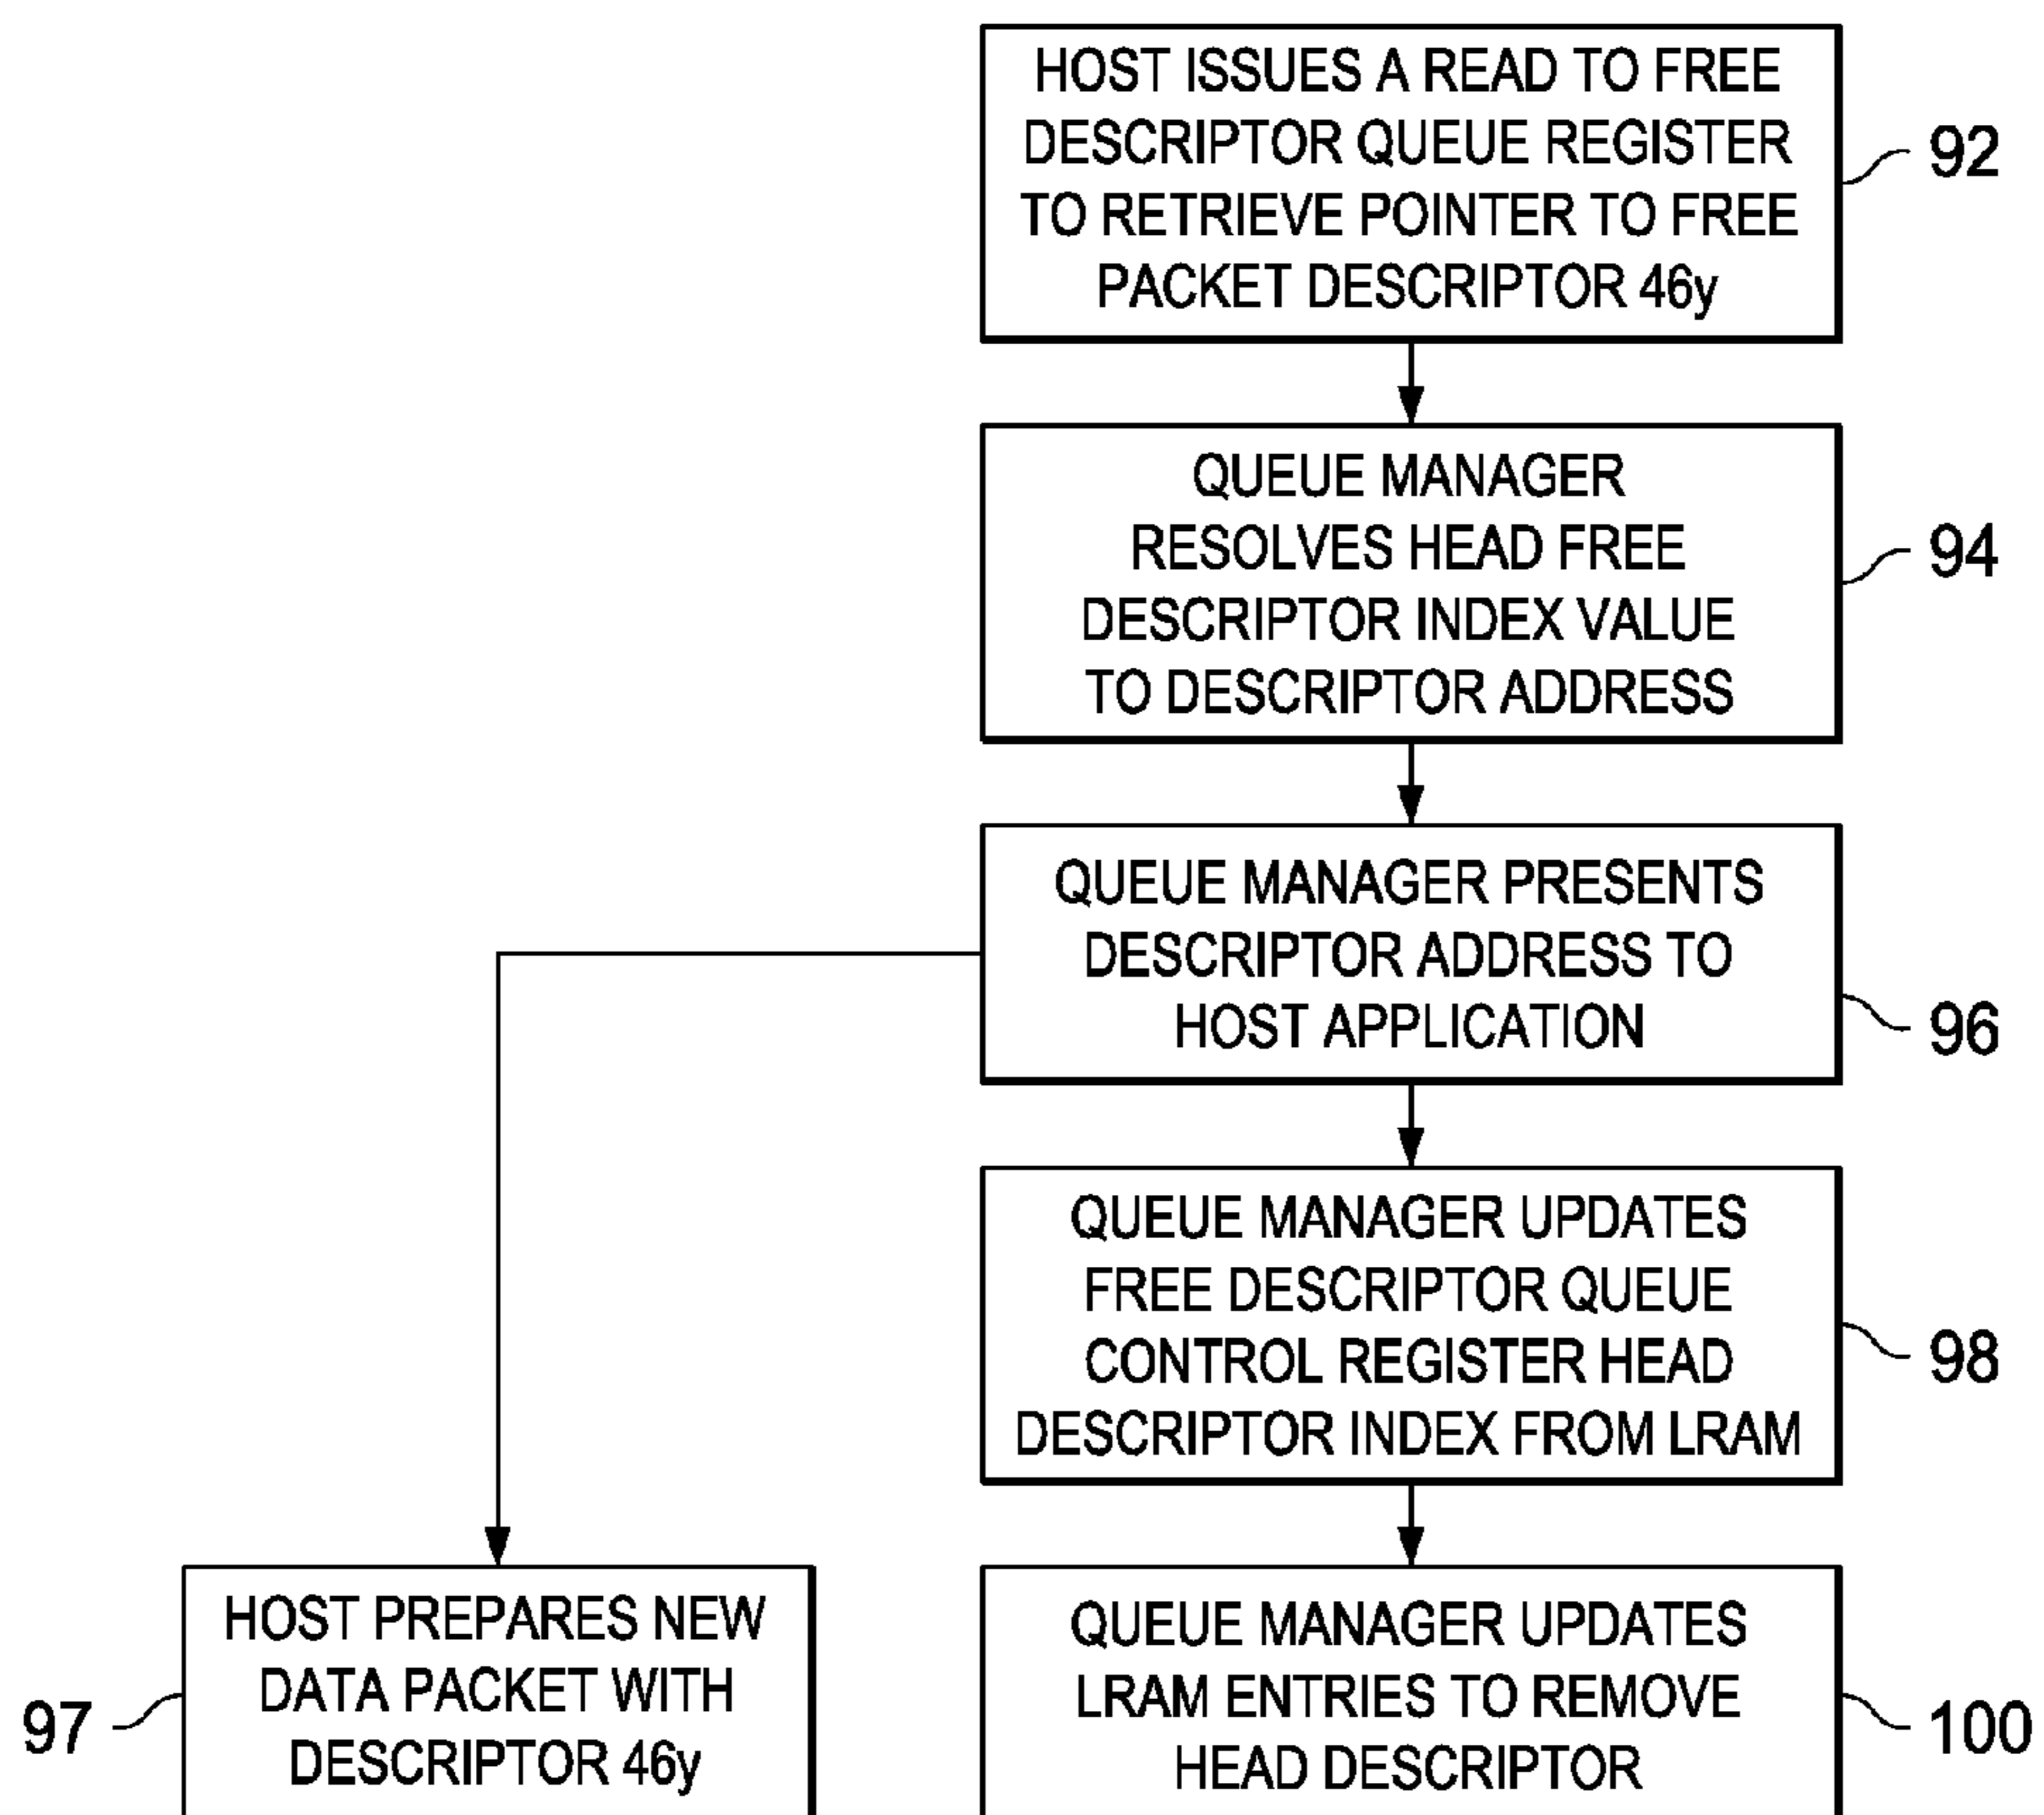 HOST ISSUES A READ TO FREE
DESCRIPTOR QUEUE REGISTER
TO RETRIEVE POINTER TO FREE
PACKET DESCRIPTOR 46y
92
QUEUE MANAGER
RESOLVES HEAD FREE
DESCRIPTOR INDEX VALUE
TO DESCRIPTOR ADDRESS
94
QUEUE MANAGER PRESENTS
DESCRIPTOR ADDRESS TO
HOST APPLICATION
96
QUEUE MANAGER UPDATES
FREE DESCRIPTOR QUEUE
CONTROL REGISTER HEAD
DESCRIPTOR INDEX FROM LRAM
98
HOST PREPARES NEW
DATA PACKET WITH
DESCRIPTOR 46y
97
QUEUE MANAGER UPDATES
LRAM ENTRIES TO REMOVE
HEAD DESCRIPTOR
100